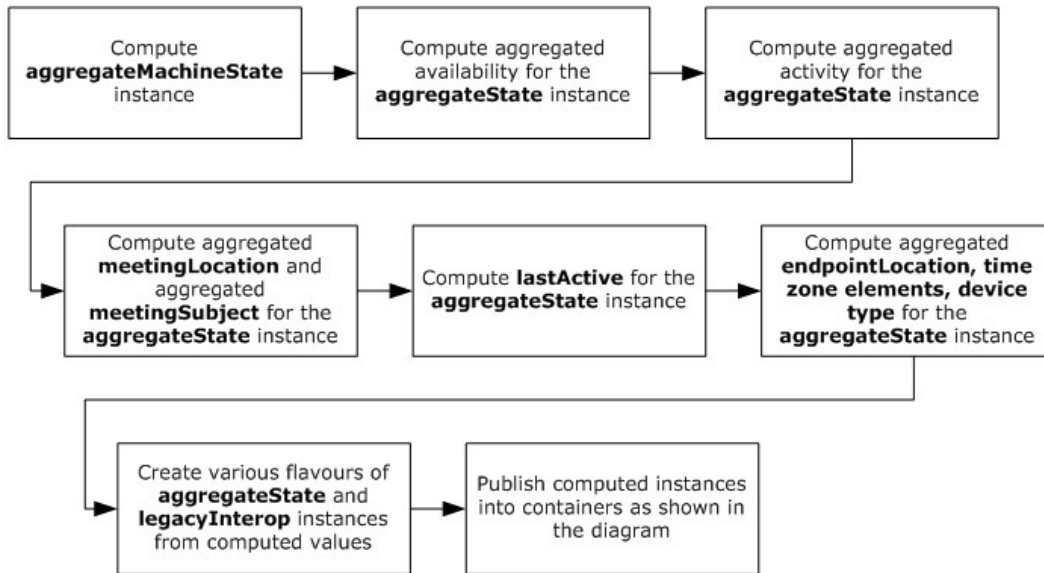 Compute
aggregateMachineState
instance
Compute aggregated
availability for the
aggregateState instance
Compute aggregated
activity for the
aggregateState instance
Compute aggregated
meetingLocation and
aggregated
meetingSubject for the
aggregateState instance
Compute lastActive for the
aggregateState instance
Compute aggregated
endpointLocation, time
zone elements, device
type for the
aggregateState instance
Create various flavours of
aggregateState and
legacyInterop instances
from computed values
Publish computed instances
into containers as shown in
the diagram